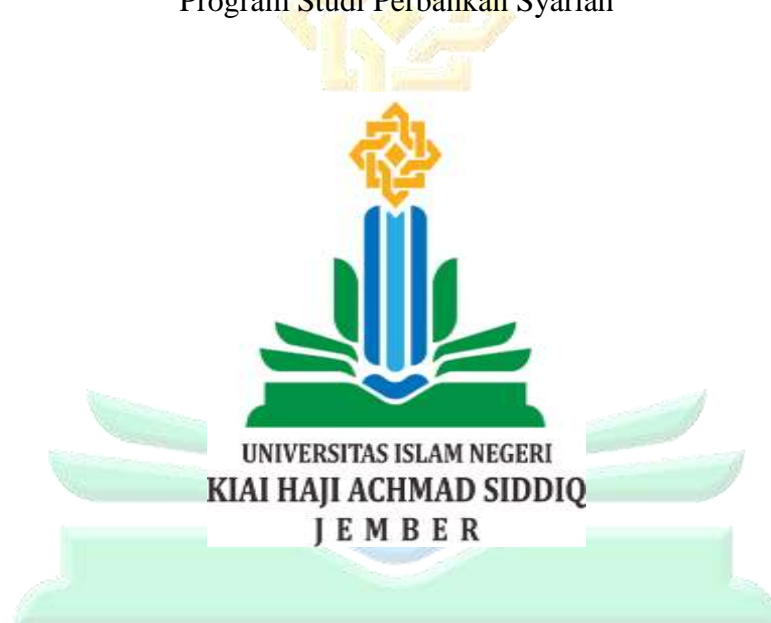 Program Studi Perbankan Syariah
UNIVERSITAS ISLAM NEGERI
KIAI HAJI ACHMAD SIDDIQ
JEMBER